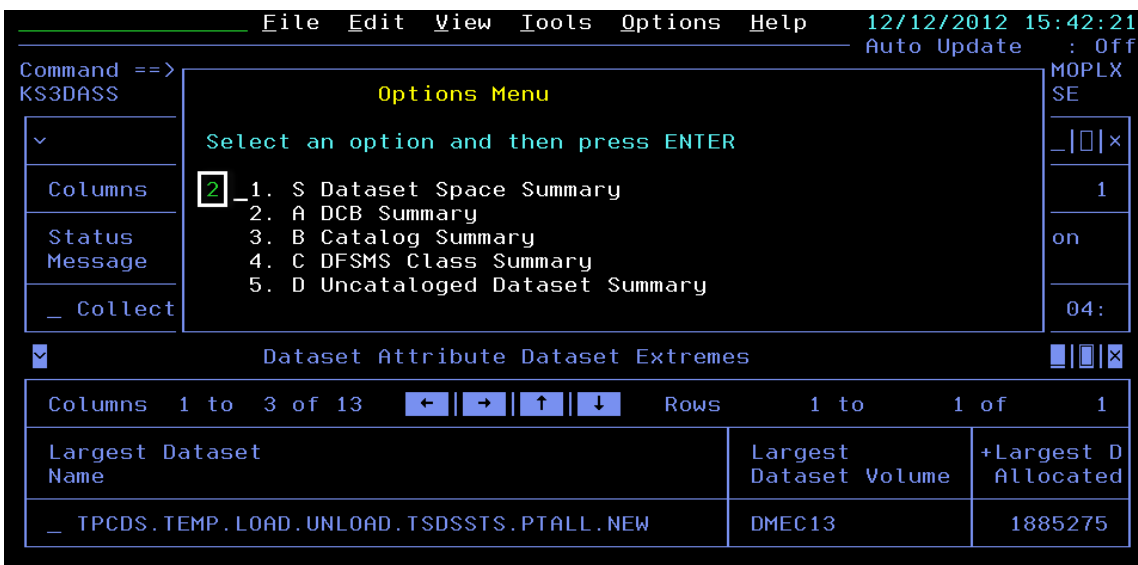 File Edit View Tools Options Help 12/12/2012 15:42:21
Auto Update : Off
Command ==> MOPLX
KS3DASS Options Menu SE
Select an option and then press ENTER
Columns 2 _1. S Dataset Space Summary 1
2. A DCB Summary
Status 3. B Catalog Summary on
Message 4. C DFSMS Class Summary
5. D Uncataloged Dataset Summary
_ Collect 04:
Dataset Attribute Dataset Extremes
Columns 1 to 3 of 13 ← | → | ↑ | ↓ Rows 1 to 1 of 1
Largest Dataset Largest +Largest D
Name Dataset Volume Allocated
_ TPCDS.TEMP.LOAD.UNLOAD.TSDSSTS.PTALL.NEW DMEC13 1885275